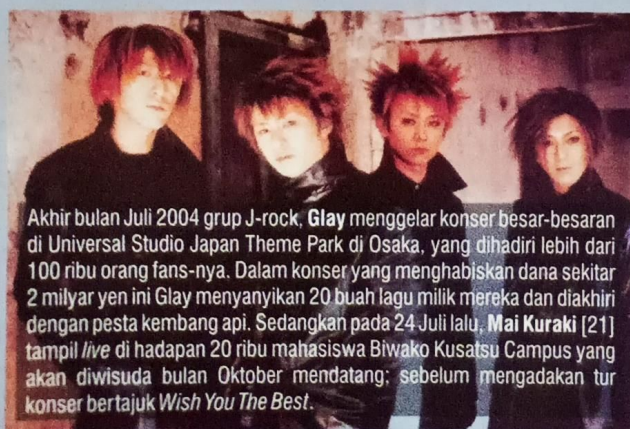 Akhir bulan Juli 2004 grup J-rock, Glay menggelar konser besar-besaran
di Universal Studio Japan Theme Park di Osaka, yang dihadiri lebih dari
100 ribu orang fans-nya. Dalam konser yang menghabiskan dana sekitar
2 milyar yen ini Glay menyanyikan 20 buah lagu milik mereka dan diakhiri
dengan pesta kembang api. Sedangkan pada 24 Juli lalu, Mai Kuraki [21]
tampil live di hadapan 20 ribu mahasiswa Biwako Kusatsu Campus yang
akan diwisuda bulan Oktober mendatang; sebelum mengadakan tur
konser bertajuk Wish You The Best.